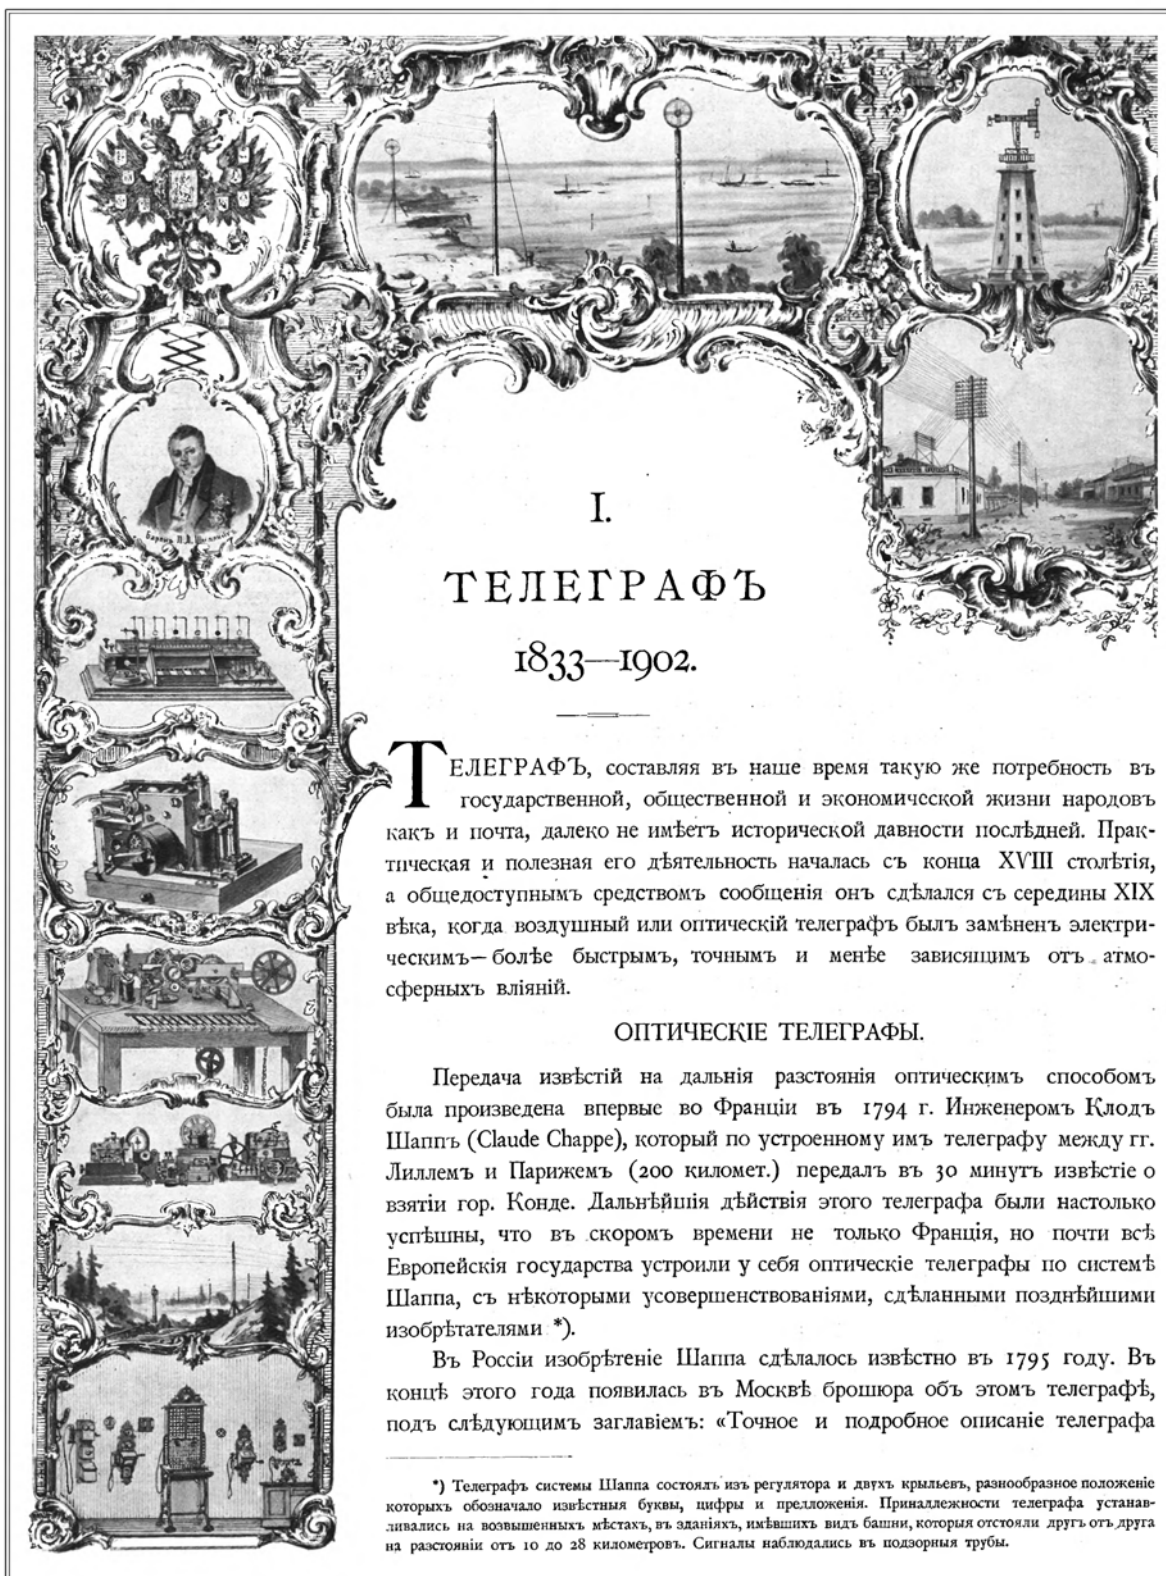 Баронъ П. Л. Шиллингъ
I.
ТЕЛЕГРАФЪ
1833—1902.
ТЕЛЕГРАФЪ, составляя въ наше время такую же потребность въ
государственной, общественной и экономической жизни народовъ
какъ и почта, далеко не имѣетъ исторической давности послѣдней. Прак-
тическая и полезная его дѣятельность началась съ конца XVIII столѣтія,
а общедоступнымъ средствомъ сообщенія онъ сдѣлался съ середины XIX
вѣка, когда воздушный или оптическій телеграфъ былъ замѣненъ электри-
ческимъ—болѣе быстрымъ, точнымъ и менѣе зависящимъ отъ атмо-
сферныхъ вліяній.
ОПТИЧЕСКІЕ ТЕЛЕГРАФЫ.
Передача извѣстій на дальнія разстоянія оптическимъ способомъ
была произведена впервые во Франціи въ 1794 г. Инженеромъ Клодъ
Шаппъ (Claude Chappe), который по устроенному имъ телеграфу между гг.
Лиллемъ и Парижемъ (200 километ.) передалъ въ 30 минутъ извѣстіе о
взятіи гор. Конде. Дальнѣйшія дѣйствія этого телеграфа были настолько
успѣшны, что въ скоромъ времени не только Франція, но почти всѣ
Европейскія государства устроили у себя оптическіе телеграфы по системѣ
Шаппа, съ нѣкоторыми усовершенствованіями, сдѣланными позднѣйшими
изобрѣтателями *).
Въ Россіи изобрѣтеніе Шаппа сдѣлалось извѣстно въ 1795 году. Въ
концѣ этого года появилась въ Москвѣ брошюра объ этомъ телеграфѣ,
подъ слѣдующимъ заглавіемъ: «Точное и подробное описаніе телеграфа
*) Телеграфъ системы Шаппа состоялъ изъ регулятора и двухъ крыльевъ, разнообразное положеніе
которыхъ обозначало извѣстныя буквы, цифры и предложенія. Принадлежности телеграфа устанав-
ливались на возвышенныхъ мѣстахъ, въ зданіяхъ, имѣвшихъ видъ башни, которыя отстояли другъ отъ друга
на разстояніи отъ 10 до 28 километровъ. Сигналы наблюдались въ подзорныя трубы.